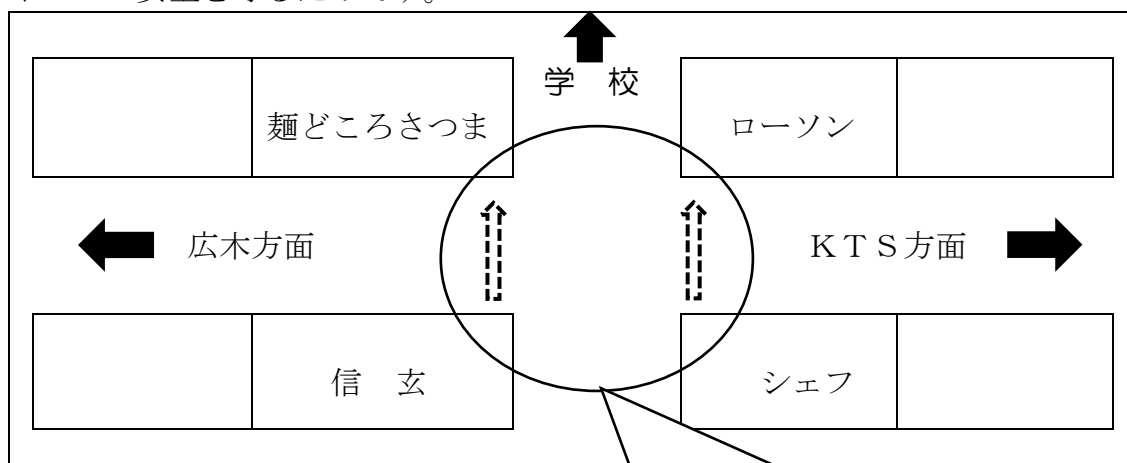 学　校
麺どころさつま
ローソン
広木方面
ＫＴＳ方面
信　玄
シェフ